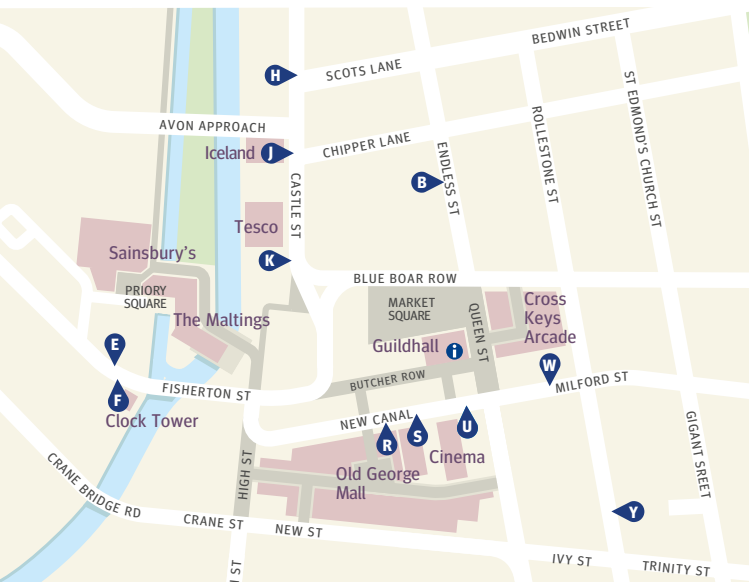 BEDWIN STREET
H
SCOTS LANE
ST EDMOND'S CHURCH ST
ROLLESTONE ST
AVON APPROACH
CHIPPER LANE
Iceland
J
ENDLESS ST
B
CASTLE ST
Tesco
Sainsbury's
K
BLUE BOAR ROW
PRIORY
SQUARE
MARKET
SQUARE
QUEEN ST
Cross
Keys
Arcade
The Maltings
Guildhall
i
E
W
BUTCHER ROW
MILFORD ST
FISHERTON ST
F
Clock Tower
NEW CANAL
R
S
U
GIGANT SREET
Cinema
Old George
Mall
HIGH ST
CRANE BRIDGE RD
Y
CRANE ST
NEW ST
IVY ST
TRINITY ST
ST